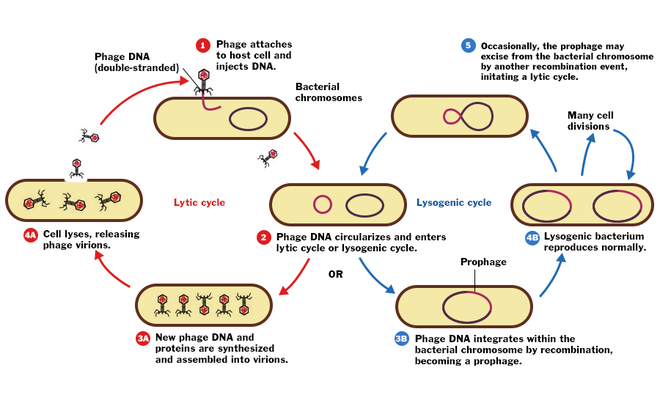 Phage DNA
(double-stranded)
1 Phage attaches
to host cell and
injects DNA.
Bacterial
chromosomes
5 Occasionally, the prophage may
excise from the bacterial chromosome
by another recombination event,
initating a lytic cycle.
Many cell
divisions
Lytic cycle
Lysogenic cycle
4A Cell lyses, releasing
phage virions.
2 Phage DNA circularizes and enters
lytic cycle or lysogenic cycle.
4B Lysogenic bacterium
reproduces normally.
OR
Prophage
3A New phage DNA and
proteins are synthesized
and assembled into virions.
3B Phage DNA integrates within the
bacterial chromosome by recombination,
becoming a prophage.